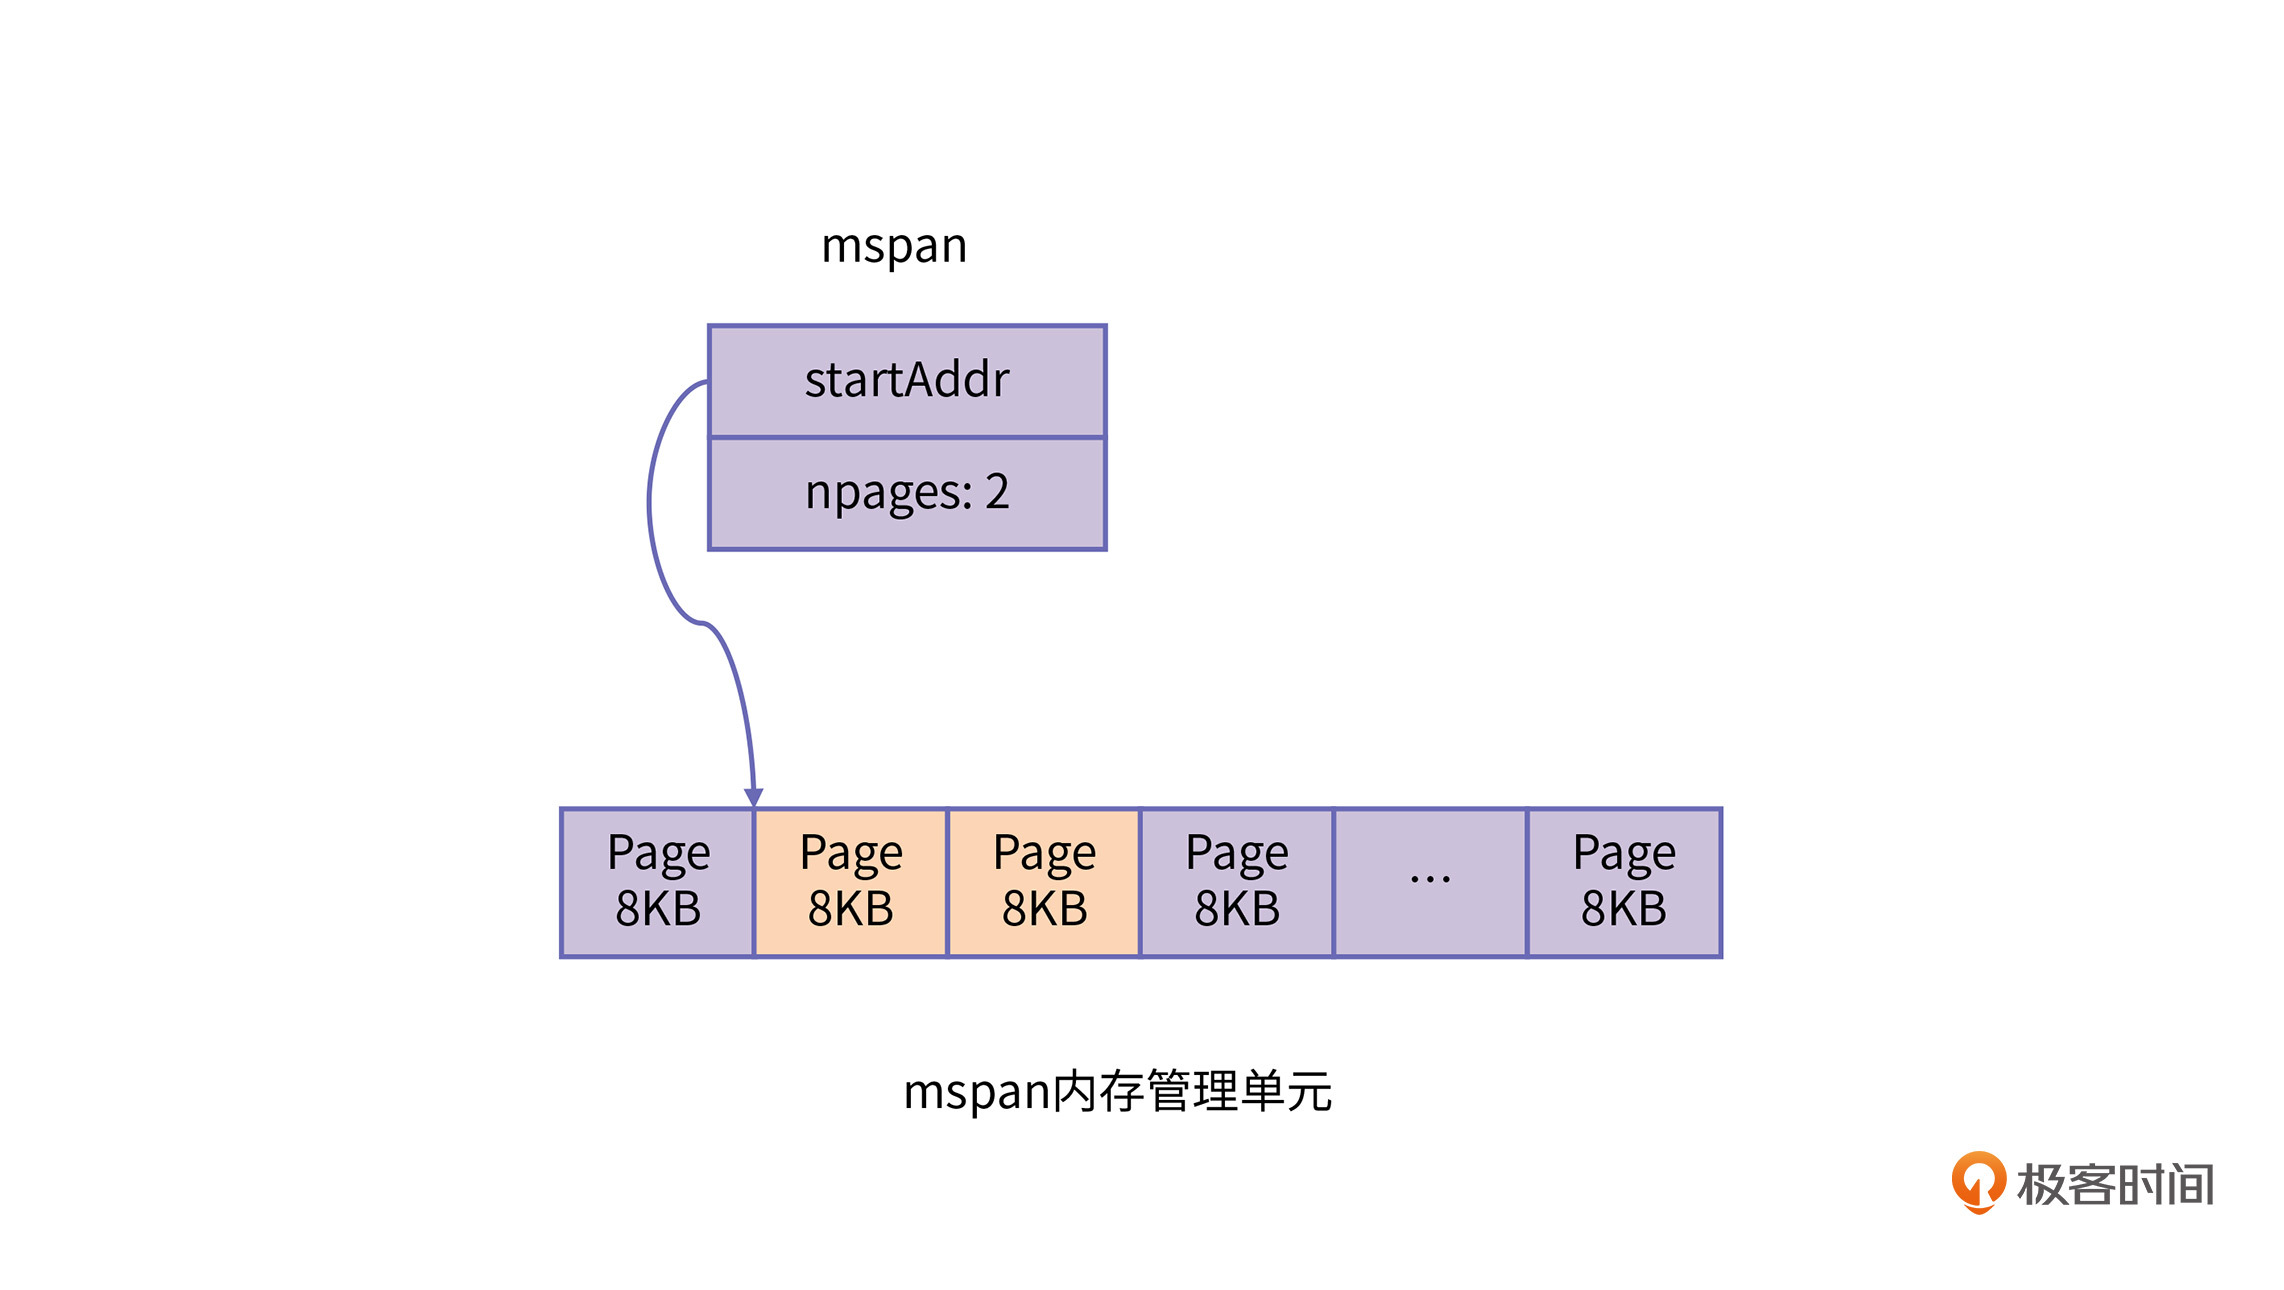 mspan
startAddr
npages: 2
Page Page Page Page ... Page
8KB 8KB 8KB 8KB 8KB
mspan内存管理单元
极客时间